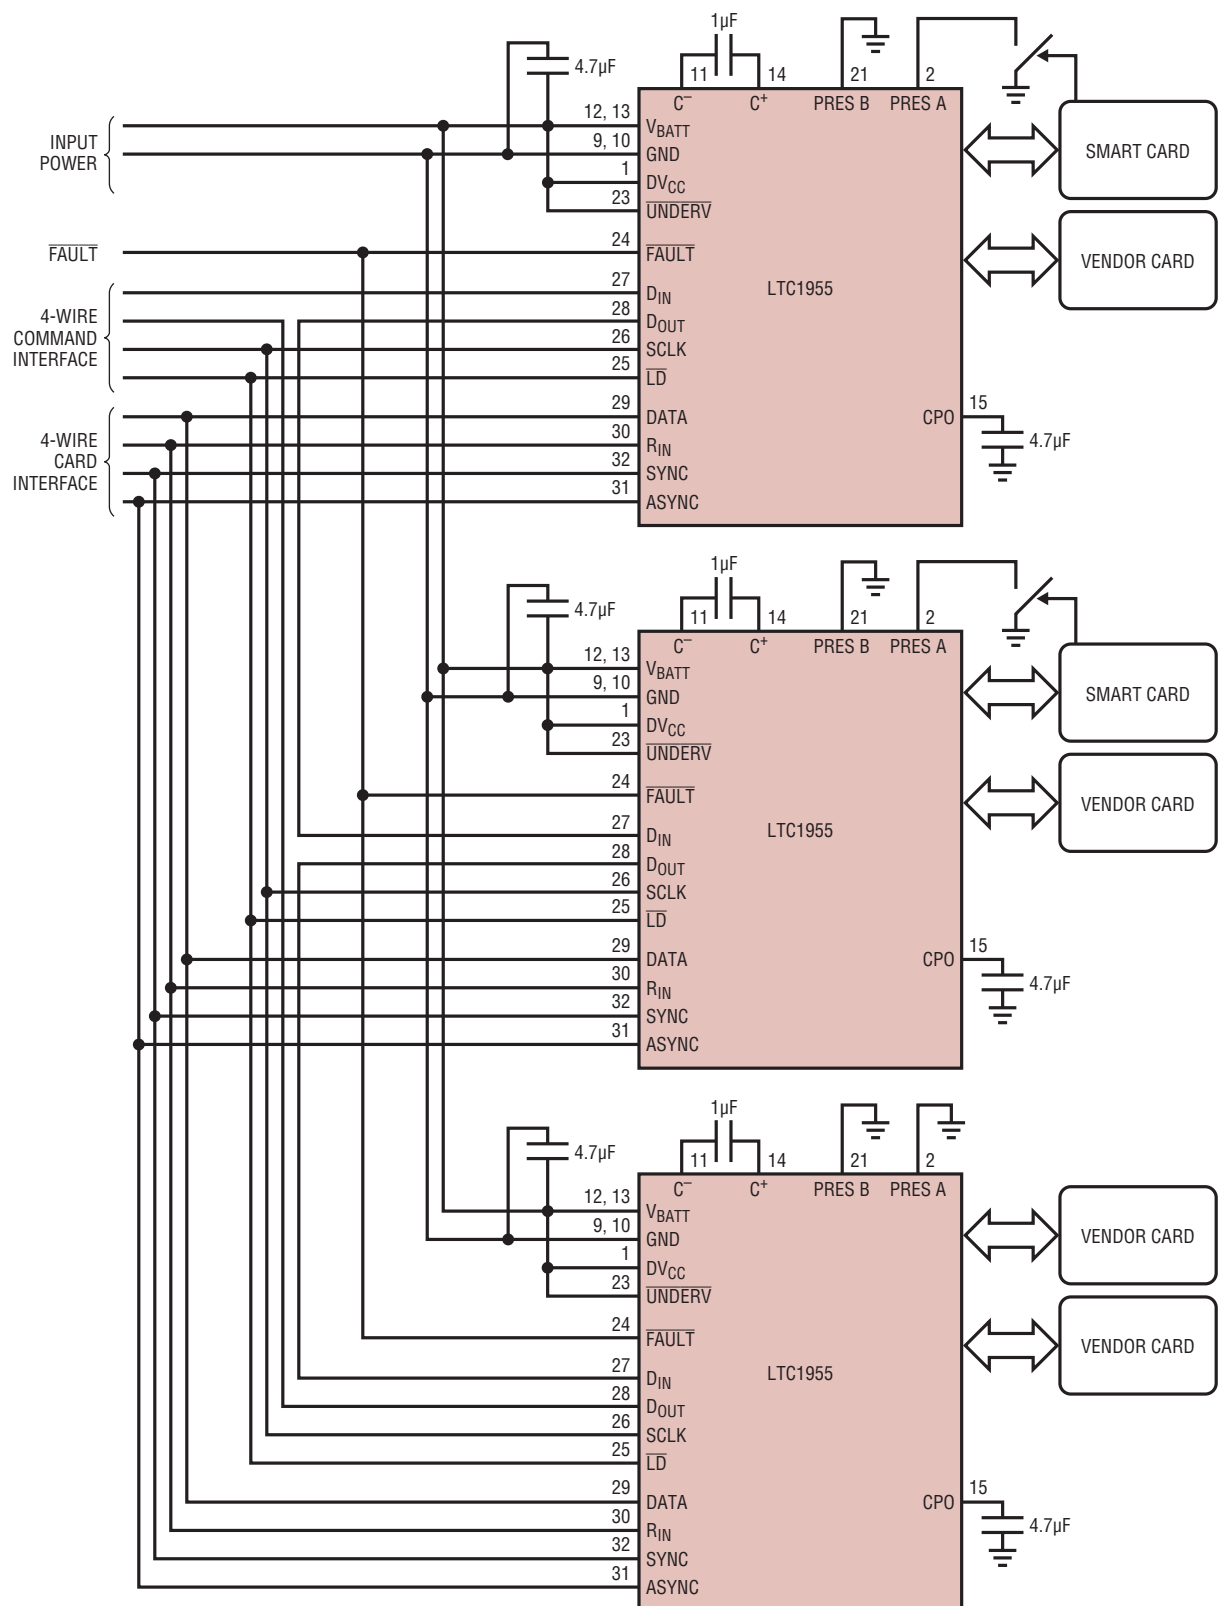 1µF
4.7µF
11
14
21
2
C–
C+
PRES B
PRES A
12, 13
VBATT
9, 10
GND
1
DVCC
23
UNDERV
24
FAULT
27
DIN
28
DOUT
26
SCLK
25
LD
29
DATA
30
RIN
32
SYNC
31
ASYNC
INPUT
POWER
FAULT
4-WIRE
COMMAND
INTERFACE
4-WIRE
CARD
INTERFACE
LTC1955
CPO
15
4.7µF
SMART CARD
VENDOR CARD
1µF
4.7µF
11
14
21
2
C–
C+
PRES B
PRES A
12, 13
VBATT
9, 10
GND
1
DVCC
23
UNDERV
24
FAULT
27
DIN
28
DOUT
26
SCLK
25
LD
29
DATA
30
RIN
32
SYNC
31
ASYNC
LTC1955
CPO
15
4.7µF
SMART CARD
VENDOR CARD
1µF
4.7µF
11
14
21
2
C–
C+
PRES B
PRES A
12, 13
VBATT
9, 10
GND
1
DVCC
23
UNDERV
24
FAULT
27
DIN
28
DOUT
26
SCLK
25
LD
29
DATA
30
RIN
32
SYNC
31
ASYNC
LTC1955
CPO
15
4.7µF
VENDOR CARD
VENDOR CARD